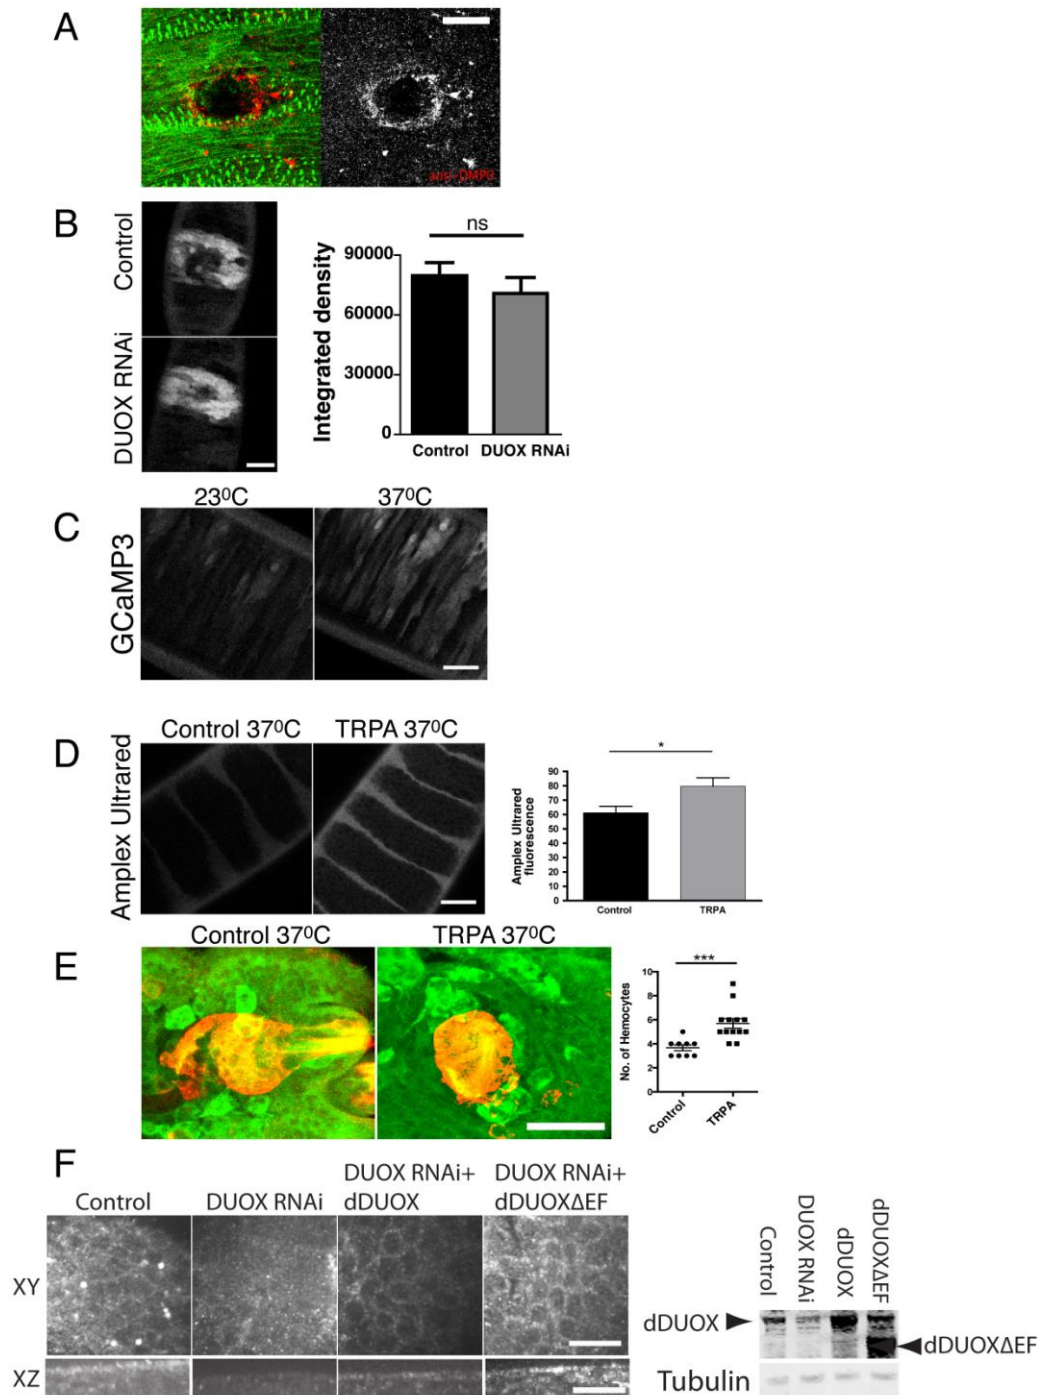 A
anti-DMPO
B
Control
DUOX RNAi
ns
Integrated density
90000
60000
30000
0
Control DUOX RNAi
C
23⁰C 37⁰C
GCaMP3
D
Control 37⁰C TRPA 37⁰C
Amplex Ultrared
*
Amplex Ultrared
fluorescence
90
80
70
60
50
40
30
20
10
0
Control TRPA
E
Control 37⁰C TRPA 37⁰C
***
No. of Hemocytes
10
8
6
4
2
0
Control TRPA
F
Control
DUOX RNAi
DUOX RNAi+
dDUOX
DUOX RNAi+
dDUOXΔEF
XY
XZ
Control
DUOX RNAi
dDUOX
dDUOXΔEF
dDUOX
dDUOXΔEF
Tubulin